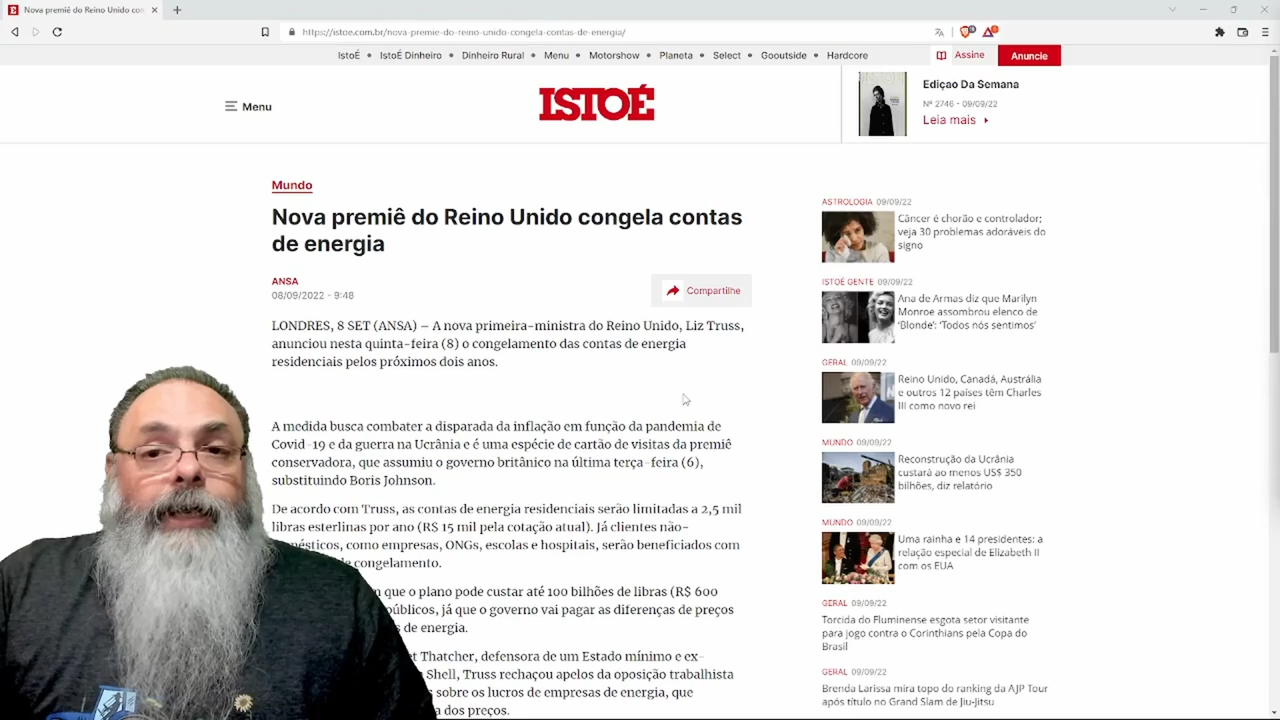 Nova premiê do Reino Unido con
https://istoe.com.br/nova-premie-do-reino-unido-congela-contas-de-energia/
IstoÉ
IstoÉ Dinheiro
Dinheiro Rural
Menu
Motorshow
Planeta
Select
Gooutside
Hardcore
Assine
Anuncie
Menu
ISTOÉ
Ediçao Da Semana
Nº 2746 - 09/09/22
Leia mais
Mundo
Nova premiê do Reino Unido congela contas
de energia
ANSA
08/09/2022 - 9:48
Compartilhe
LONDRES, 8 SET (ANSA) – A nova primeira-ministra do Reino Unido, Liz Truss,
anunciou nesta quinta-feira (8) o congelamento das contas de energia
residenciais pelos próximos dois anos.
A medida busca combater a disparada da inflação em função da pandemia de
Covid-19 e da guerra na Ucrânia e é uma espécie de cartão de visitas da premiê
conservadora, que assumiu o governo britânico na última terça-feira (6),
substituindo Boris Johnson.
De acordo com Truss, as contas de energia residenciais serão limitadas a 2,5 mil
libras esterlinas por ano (R$ 15 mil pela cotação atual). Já clientes não-
domésticos, como empresas, ONGs, escolas e hospitais, serão beneficiados com
de congelamento.
que o plano pode custar até 100 bilhões de libras (R$ 600
públicos, já que o governo vai pagar as diferenças de preços
de energia.
Thatcher, defensora de um Estado mínimo e ex-
Shell, Truss rechaçou apelos da oposição trabalhista
sobre os lucros de empresas de energia, que
dos preços.
ASTROLOGIA 09/09/22
Câncer é chorão e controlador;
veja 30 problemas adoráveis do
signo
ISTOÉ GENTE 09/09/22
Ana de Armas diz que Marilyn
Monroe assombrou elenco de
‘Blonde’: ‘Todos nós sentimos’
GERAL 09/09/22
Reino Unido, Canadá, Austrália
e outros 12 países têm Charles
III como novo rei
MUNDO 09/09/22
Reconstrução da Ucrânia
custará ao menos US$ 350
bilhões, diz relatório
MUNDO 09/09/22
Uma rainha e 14 presidentes: a
relação especial de Elizabeth II
com os EUA
GERAL 09/09/22
Torcida do Fluminense esgota setor visitante
para jogo contra o Corinthians pela Copa do
Brasil
GERAL 09/09/22
Brenda Larissa mira topo do ranking da AJP Tour
após título no Grand Slam de Jiu-Jitsu